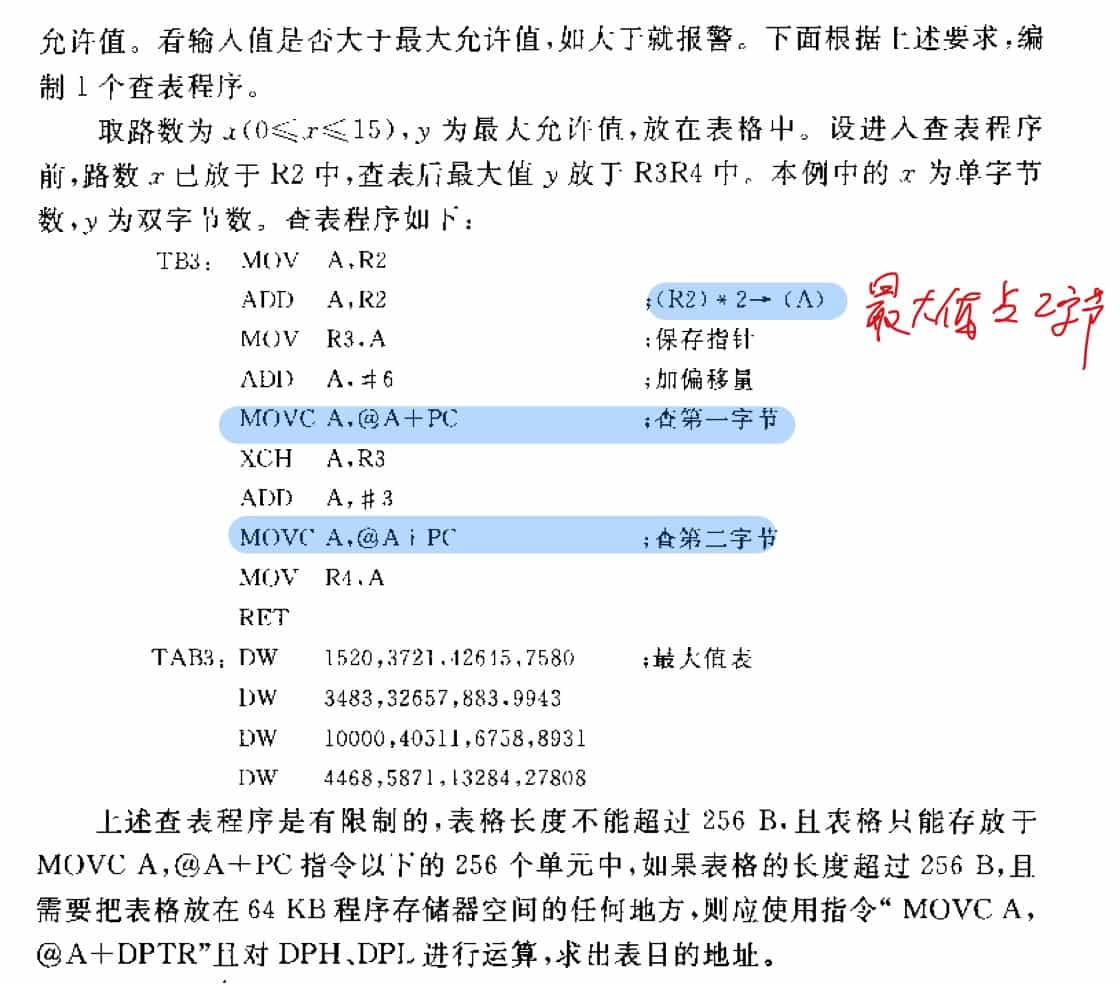 允许值。看输入值是否大于最大允许值,如大于就报警。下面根据上述要求,编
制 1 个查表程序。
取路数为 x(0≤x≤15),y 为最大允许值,放在表格中。设进入查表程序
前,路数 x 已放于 R2 中,查表后最大值 y 放于 R3R4 中。本例中的 x 为单字节
数,y 为双字节数。查表程序如下:
TB3: MOV A,R2
ADD A,R2 ;(R2)*2→(A)
最大值占2字节
MOV R3.A ;保存指针
ADD A.#6 ;加偏移量
MOVC A,@A+PC ;查第一字节
XCH A,R3
ADD A,#3
MOVC A,@A+PC ;查第二字节
MOV R4,A
RET
TAB3: DW 1520,3721,42615,7580 ;最大值表
DW 3483,32657,883.9943
DW 10000,40511,6758,8931
DW 4468,5871,13284,27808
上述查表程序是有限制的,表格长度不能超过 256 B.且表格只能存放于
MOVC A,@A+PC 指令以下的 256 个单元中,如果表格的长度超过 256 B,且
需要把表格放在 64 KB 程序存储器空间的任何地方,则应使用指令“MOVC A,
@A+DPTR”且对 DPH、DPL 进行运算,求出表目的地址。